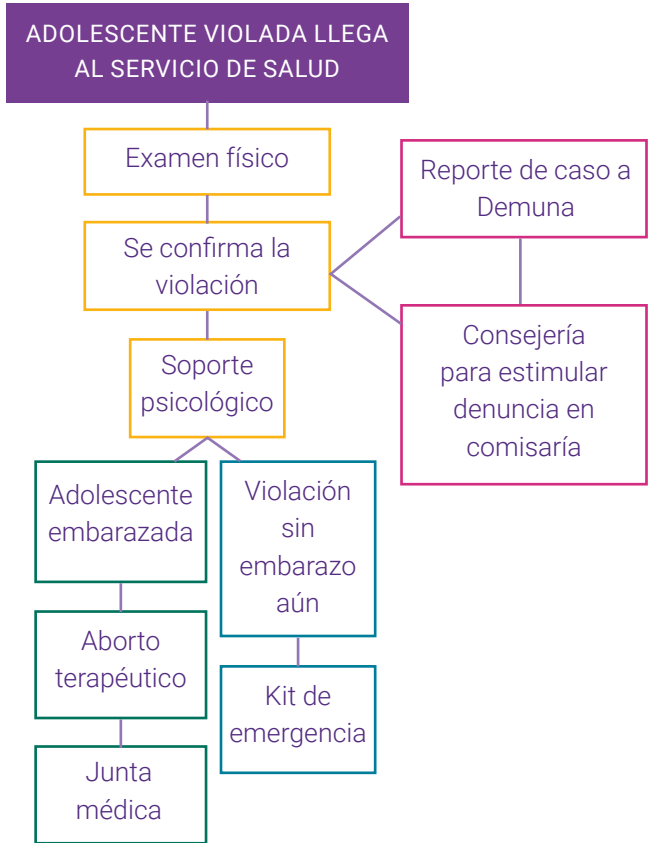 ADOLESCENTE VIOLADA LLEGA
AL SERVICIO DE SALUD
Examen físico
Se confirma la
violación
Reporte de caso a
Demuna
Consejería
para estimular
denuncia en
comisaría
Soporte
psicológico
Adolescente
embarazada
Aborto
terapéutico
Junta
médica
Violación
sin
embarazo
aún
Kit de
emergencia